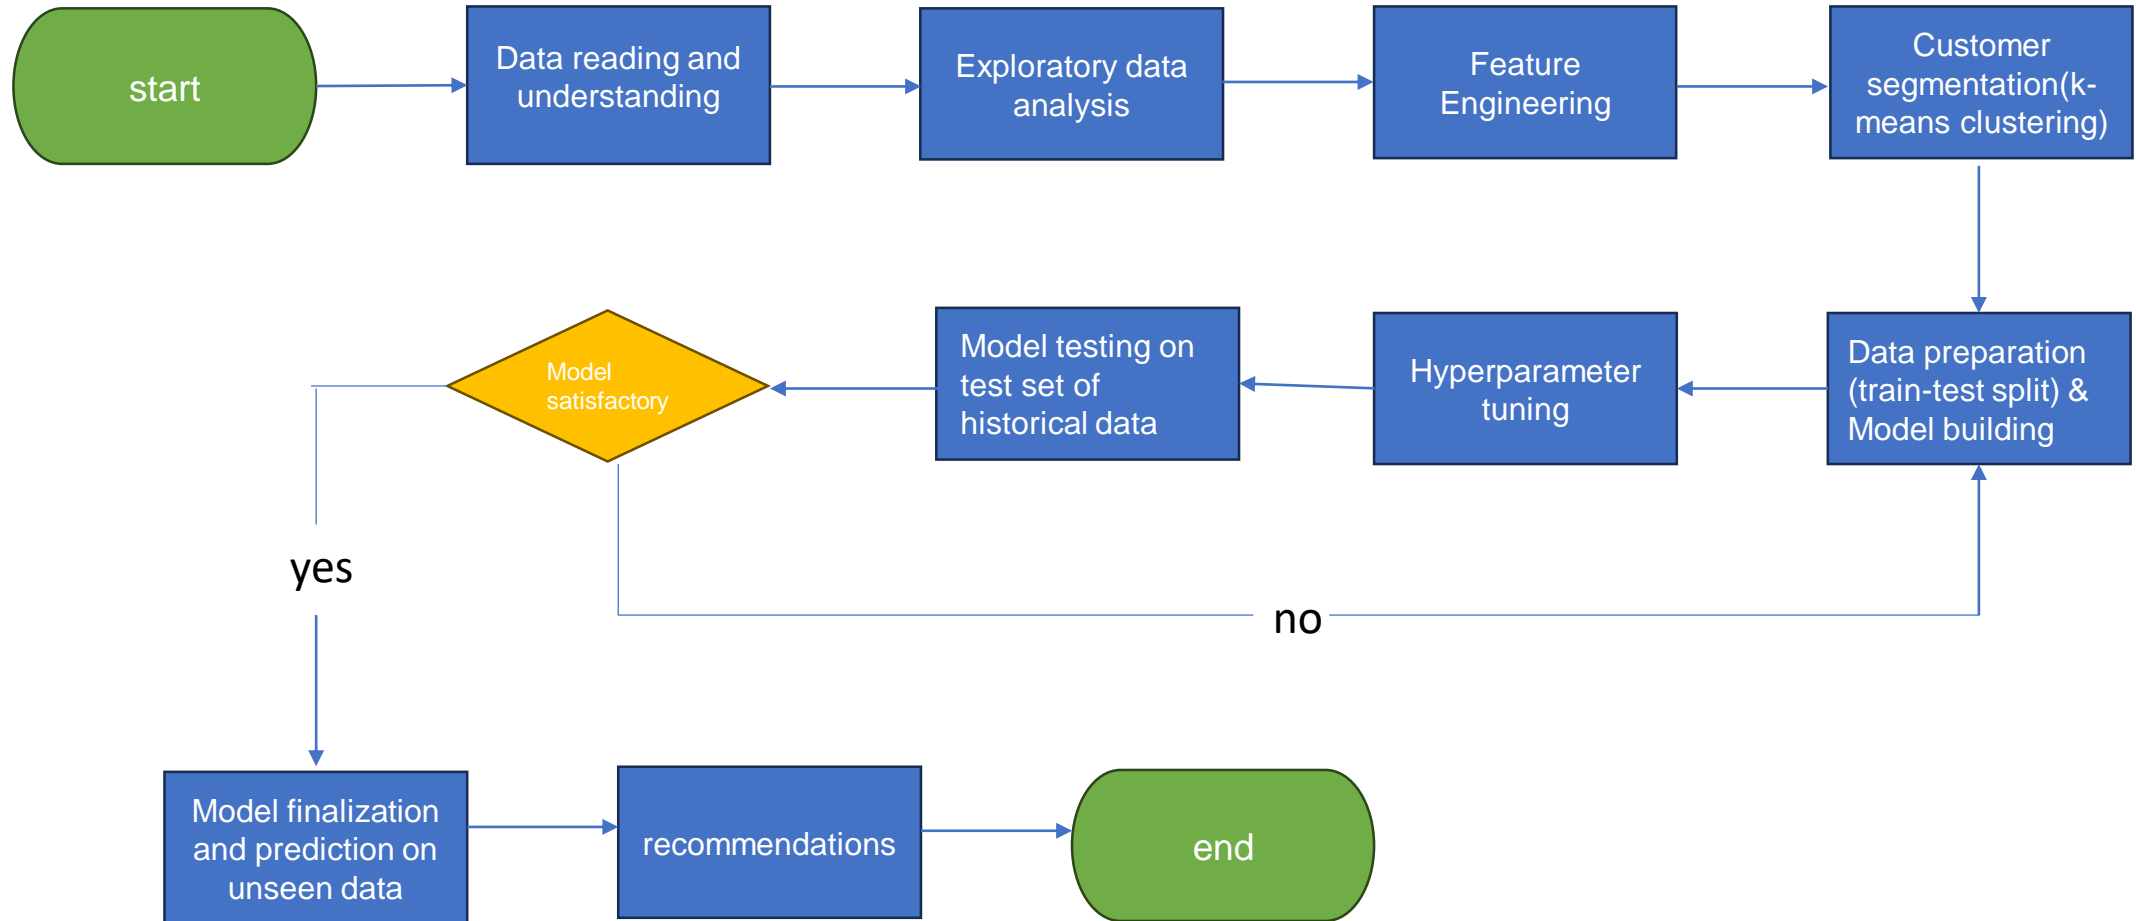 start
Data reading and
understanding
Exploratory data
analysis
Feature
Engineering
Customer
segmentation(k-
means clustering)
Model
satisfactory
Model testing on
test set of
historical data
Hyperparameter
tuning
Data preparation
(train-test split) &
Model building
yes
no
Model finalization
and prediction on
unseen data
recommendations
end